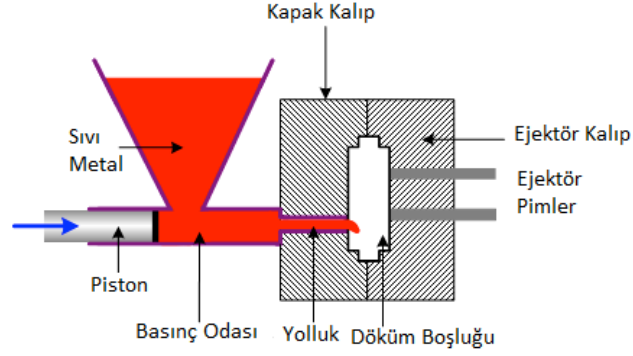 Kapak Kalıp
Sıvı
Metal
Ejektör Kalıp
Ejektör
Pimler
Piston
Basınç Odası
Yolluk
Döküm Boşluğu